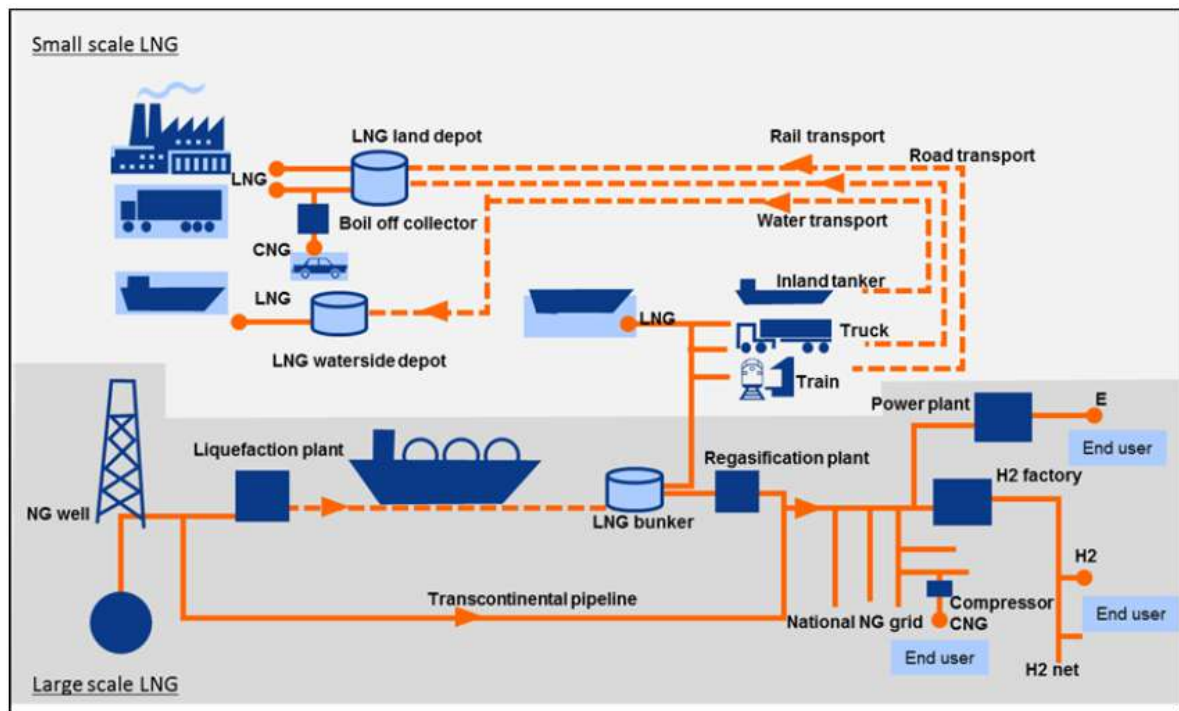 Small scale LNG
LNG land depot
Rail transport
Road transport
LNG
Boil off collector
Water transport
CNG
Inland tanker
LNG
LNG
Truck
LNG waterside depot
Train
Power plant
E
End user
Liquefaction plant
Regasification plant
H2 factory
NG well
LNG bunker
H2
Transcontinental pipeline
National NG grid
Compressor
CNG
End user
End user
H2 net
Large scale LNG